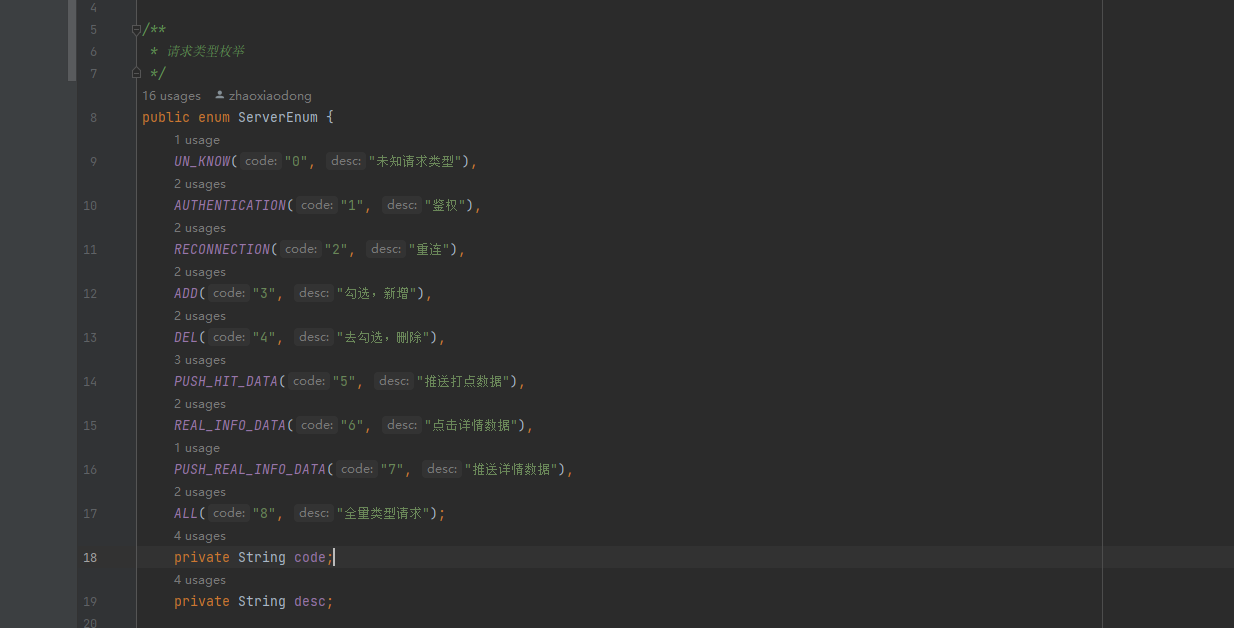 4
5 /**
6 * 请求类型枚举
7 */
16 usages zhaoxiaodong
8 public enum ServerEnum {
1 usage
9 UN_KNOW( code: "0", desc: "未知请求类型"),
2 usages
10 AUTHENTICATION( code: "1", desc: "鉴权"),
2 usages
11 RECONNECTION( code: "2", desc: "重连"),
2 usages
12 ADD( code: "3", desc: "勾选，新增"),
2 usages
13 DEL( code: "4", desc: "去勾选，删除"),
3 usages
14 PUSH_HIT_DATA( code: "5", desc: "推送打点数据"),
2 usages
15 REAL_INFO_DATA( code: "6", desc: "点击详情数据"),
1 usage
16 PUSH_REAL_INFO_DATA( code: "7", desc: "推送详情数据"),
2 usages
17 ALL( code: "8", desc: "全量类型请求");
4 usages
18 private String code;
4 usages
19 private String desc;
20